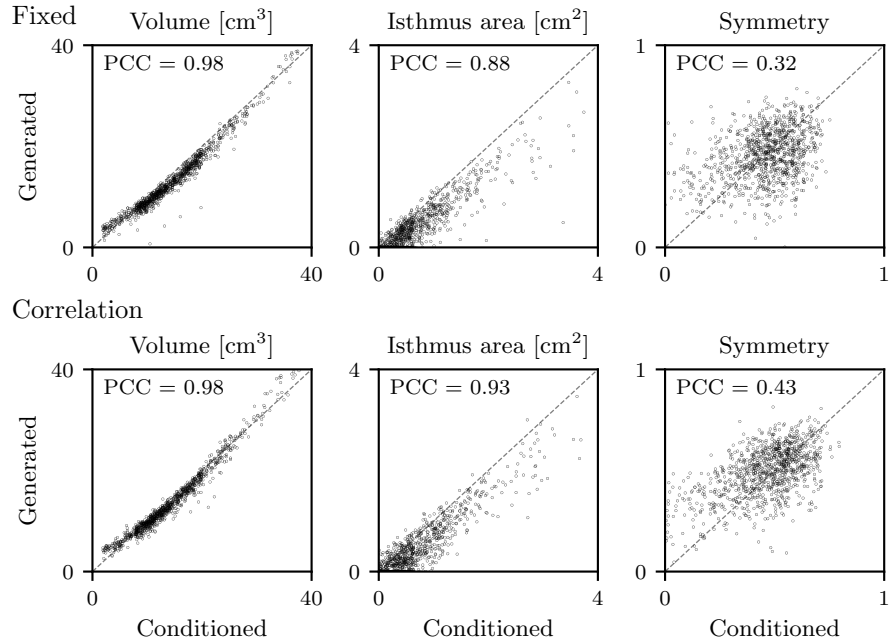 Fixed
Volume [cm³] Isthmus area [cm²] Symmetry
40 4 1
PCC = 0.98 PCC = 0.88 PCC = 0.32
Generated
0 0 0
0 40 0 4 0 1
Correlation
Volume [cm³] Isthmus area [cm²] Symmetry
40 4 1
PCC = 0.98 PCC = 0.93 PCC = 0.43
Generated
0 0 0
0 40 0 4 0 1
Conditioned Conditioned Conditioned